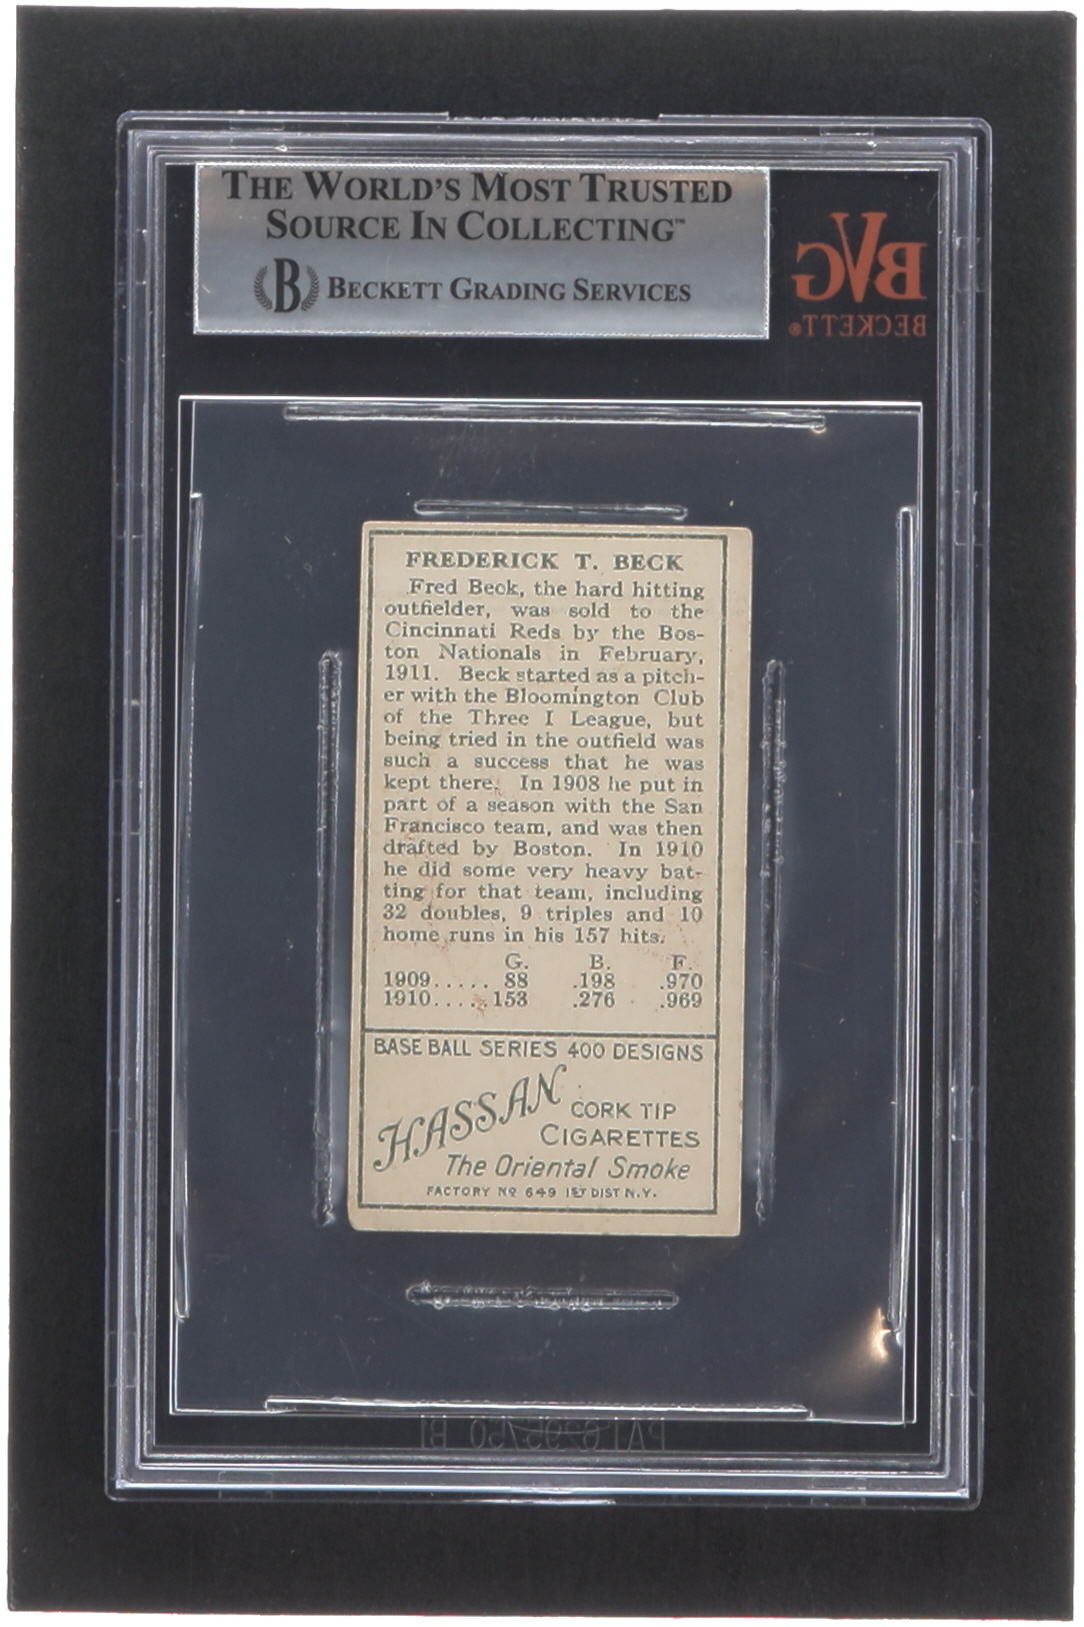 THE WORLD'S MOST TRUSTED
SOURCE IN COLLECTING™
B BECKETT GRADING SERVICES
BVG
BECKETT®
FREDERICK T. BECK
Fred Beck, the hard hitting
outfielder, was sold to the
Cincinnati Reds by the Bos-
ton Nationals in February,
1911. Beck started as a pitch-
er with the Bloomington Club
of the Three I League, but
being tried in the outfield was
such a success that he was
kept there. In 1908 he put in
part of a season with the San
Francisco team, and was then
drafted by Boston. In 1910
he did some very heavy bat-
ting for that team, including
32 doubles, 9 triples and 10
home runs in his 157 hits.
G. B. F.
1909..... 88 .198 .970
1910.....153 .276 .969
BASE BALL SERIES 400 DESIGNS
HASSAN CORK TIP
CIGARETTES
The Oriental Smoke
FACTORY Nº 649 1ST DIST N.Y.